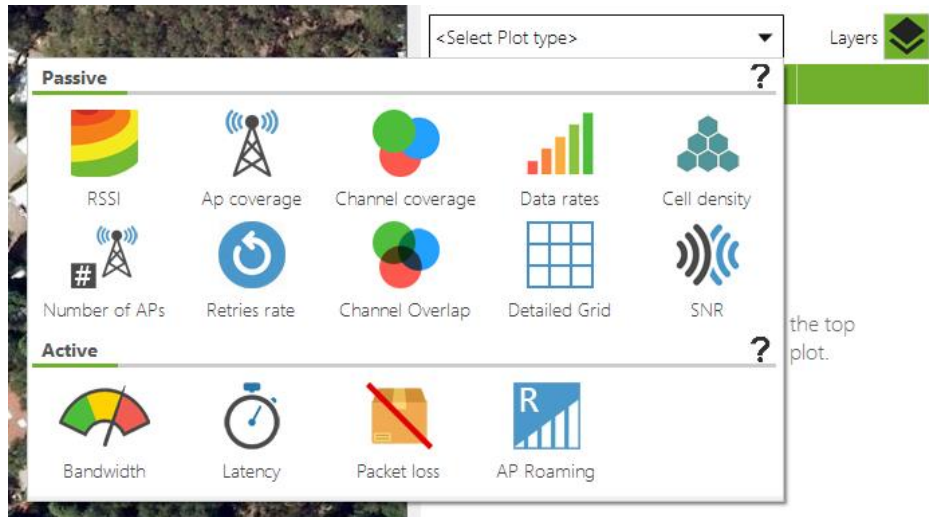 <Select Plot type>
Layers
Passive
?
RSSI
Ap coverage
Channel coverage
Data rates
Cell density
#
Number of APs
Retries rate
Channel Overlap
Detailed Grid
SNR
the top
plot.
Active
?
R
Bandwidth
Latency
Packet loss
AP Roaming